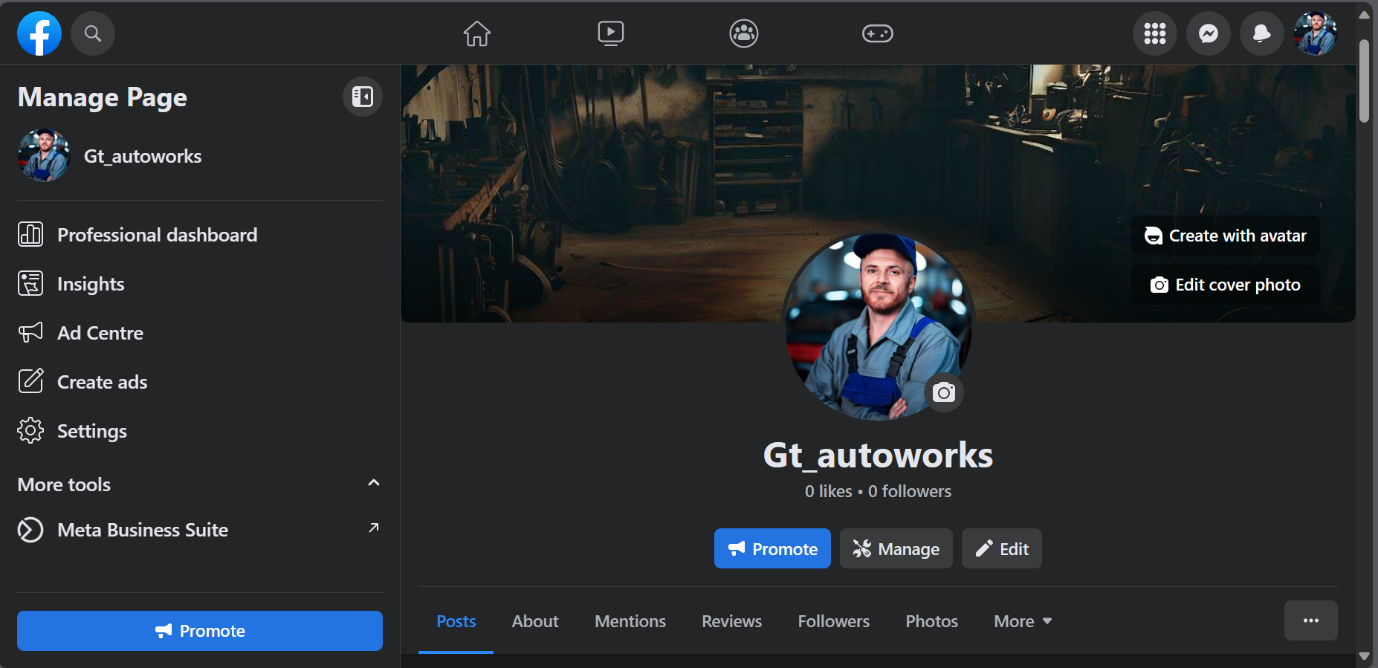 Manage Page
Gt_autoworks
Professional dashboard
Insights
Ad Centre
Create ads
Settings
More tools
Meta Business Suite
Promote
Create with avatar
Edit cover photo
Gt_autoworks
0 likes • 0 followers
Promote Manage Edit
Posts About Mentions Reviews Followers Photos More